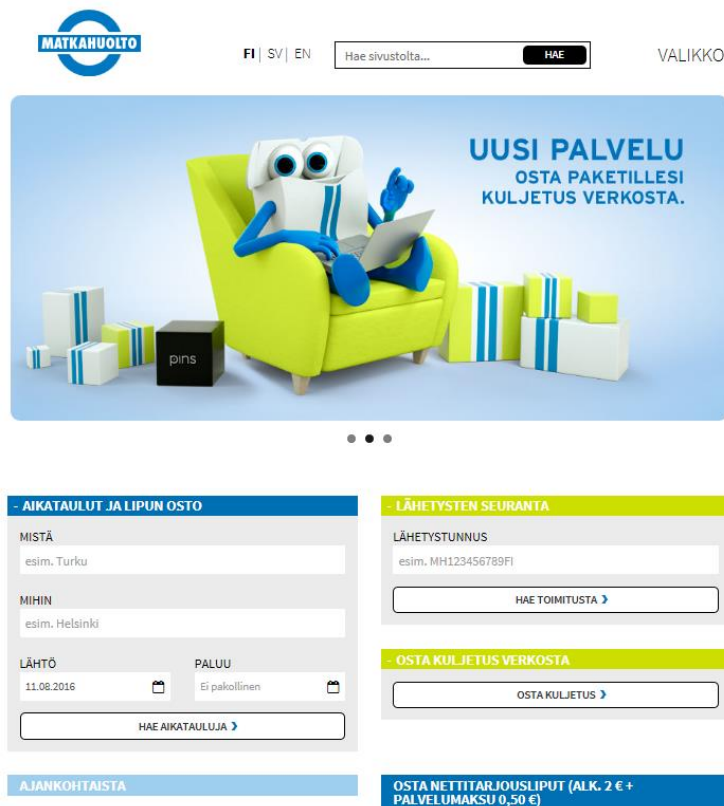 MATKAHUOLTO
FI | SV | EN
Hae sivustolta...
HAE
VALIKKO
UUSI PALVELU
OSTA PAKETILLESI
KULJETUS VERKOSTA.
pins
- AIKATAULUT JA LIPUN OSTO
MISTÄ
esim. Turku
MIHIN
esim. Helsinki
LÄHTÖ PALUU
11.08.2016 Ei pakollinen
HAE AIKATAULUJA ❯
- LÄHETYSTEN SEURANTA
LÄHETYSTUNNUS
esim. MH123456789FI
HAE TOIMITUSTA ❯
- OSTA KULJETUS VERKOSTA
OSTA KULJETUS ❯
AJANKOHTAISTA
OSTA NETTITARJOUSLIPUT (ALK. 2 € +
PALVELUMAKSU 0,50 €)